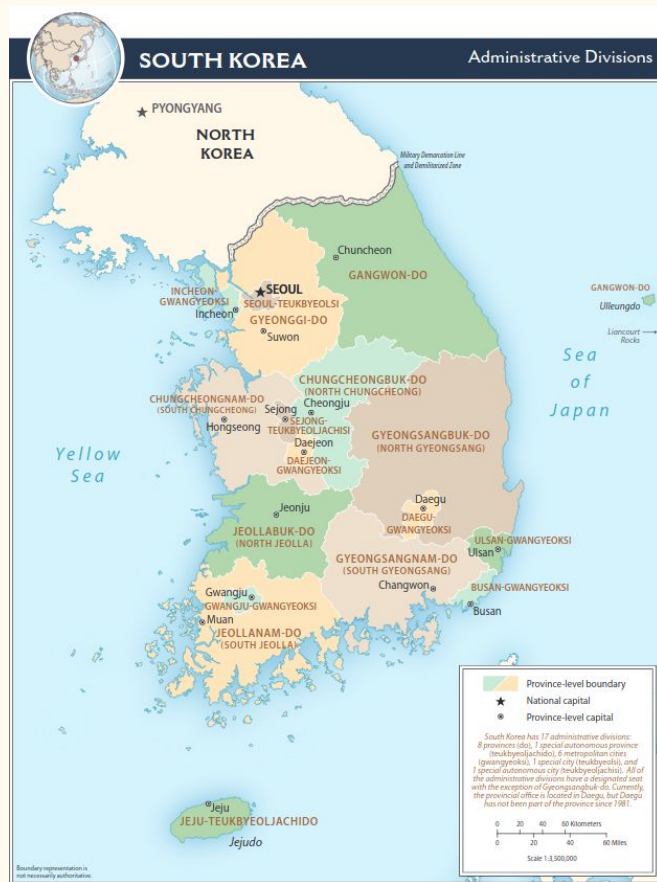 SOUTH KOREA
Administrative Divisions
PYONGYANG
NORTH
KOREA
Military Demarcation Line
and Demilitarized Zone
Chuncheon
GANGWON-DO
GANGWON-DO
Ulleungdo
Liancourt
Rocks
INCHEON-
GWANGYEOKSI
Incheon
SEOUL
SEOUL-TEUKBYEOLSI
GYEONGGI-DO
Suwon
Sea
of
Japan
CHUNGCHEONGBUK-DO
(NORTH CHUNGCHEONG)
Cheongju
CHUNGCHEONGNAM-DO
(SOUTH CHUNGCHEONG)
Hongseong
Sejong
SEJONG-
TEUKBYEOLJACHISI
Daejeon
DAEJEON-
GWANGYEOKSI
GYEONGSANGBUK-DO
(NORTH GYEONGSANG)
Yellow
Sea
Daegu
DAEGU-
GWANGYEOKSI
Jeonju
JEOLLABUK-DO
(NORTH JEOLLA)
ULSAN-GWANGYEOKSI
Ulsan
GYEONGSANGNAM-DO
(SOUTH GYEONGSANG)
Changwon
BUSAN-GWANGYEOKSI
Busan
Gwangju
GWANGJU-GWANGYEOKSI
Muan
JEOLLANAM-DO
(SOUTH JEOLLA)
Jeju
JEJU-TEUKBYEOLJACHIDO
Jejudo
Province-level boundary
National capital
Province-level capital
South Korea has 17 administrative divisions:
8 provinces (do), 1 special autonomous province
(teukbyeoljachido), 6 metropolitan cities
(gwangyeoksi), 1 special city (teukbyeolsi), and
1 special autonomous city (teukbyeoljachisi). All of
the administrative divisions have a designated seat
with the exception of Gyeongsangbuk-do. Currently,
the provincial office is located in Daegu, but Daegu
has not been part of the province since 1981.
0 20 40 60 Kilometers
0 20 40 60 Miles
Scale 1:3,500,000
Boundary representation is
not necessarily authoritative.